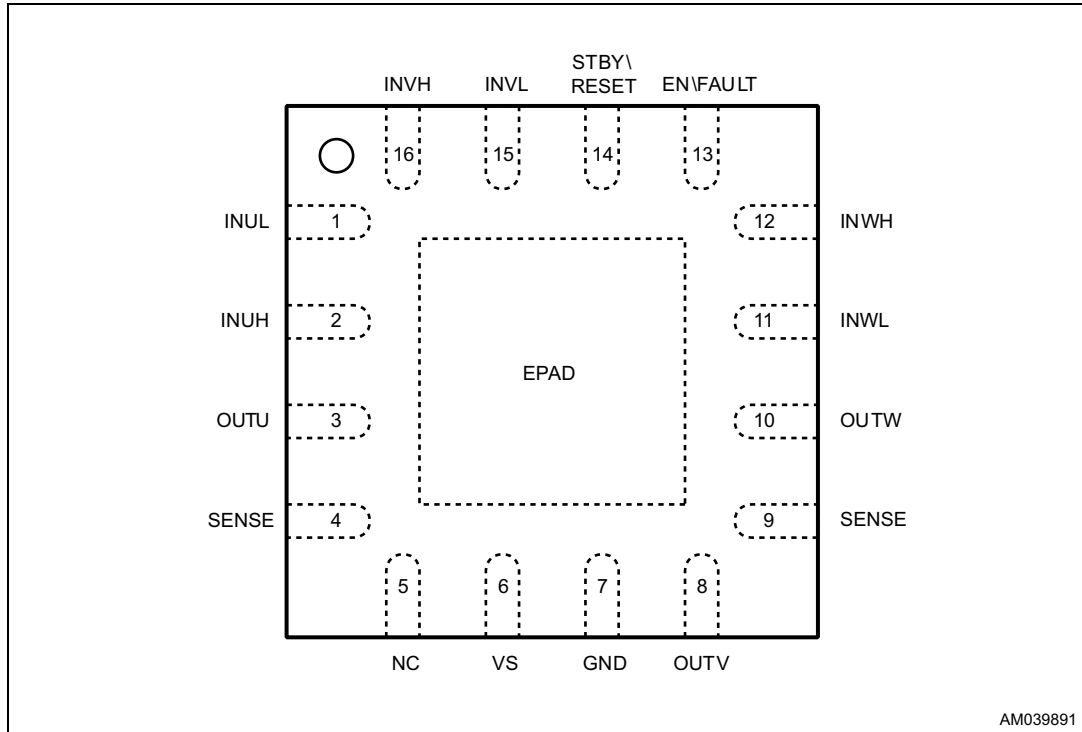 STBY\
RESET
INVH INVL EN\FAULT
16 15 14 13
INUL 1 12 INWH
INUH 2 11 INWL
EPAD
OUTU 3 10 OUTW
SENSE 4 9 SENSE
5 6 7 8
NC VS GND OUTV
AM039891